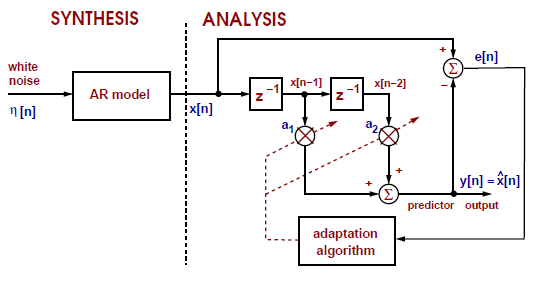 SYNTHESIS
ANALYSIS
white
noise
η [n]
AR model
x[n]
z⁻¹
x[n−1]
z⁻¹
x[n−2]
a₁
a₂
+
Σ
−
e[n]
+
+
Σ
y[n] = x̂[n]
predictor output
adaptation
algorithm